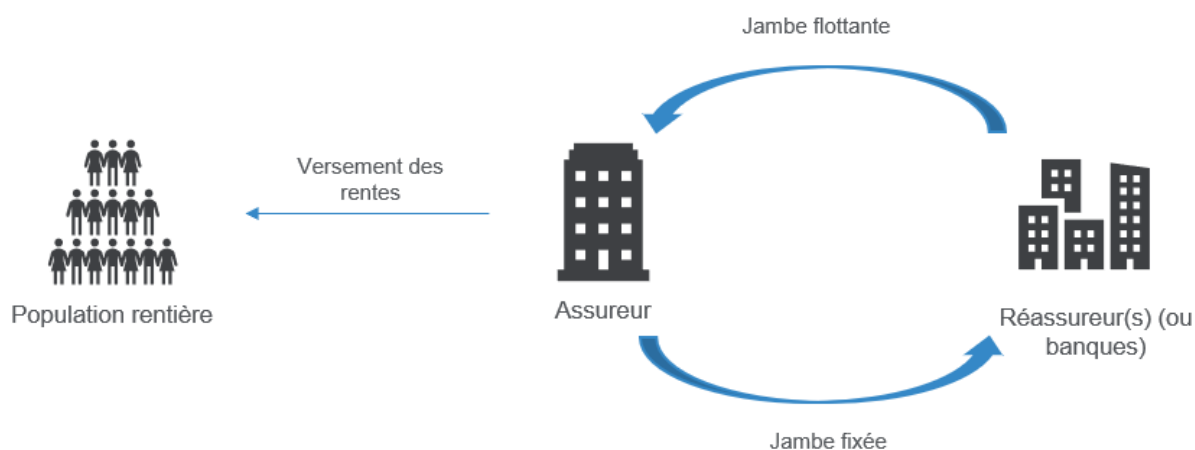 Jambe flottante
Versement des
rentes
Population rentière
Assureur
Réassureur(s) (ou
banques)
Jambe fixée